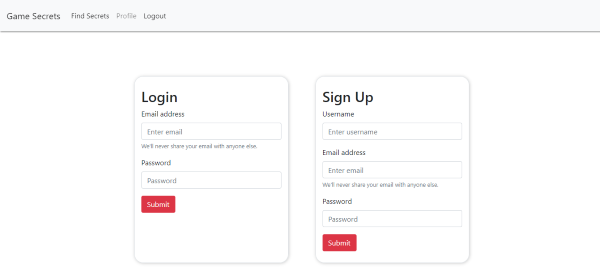 Game Secrets Find Secrets Profile Logout
Login
Email address
Enter email
We'll never share your email with anyone else.
Password
Password
Submit
Sign Up
Username
Enter username
Email address
Enter email
We'll never share your email with anyone else.
Password
Password
Submit